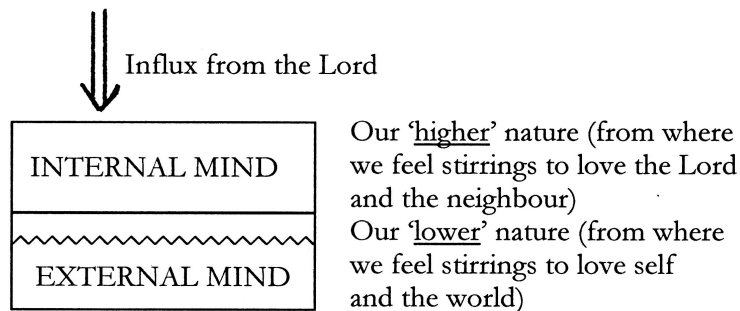 Influx from the Lord
INTERNAL MIND
Our ‘higher’ nature (from where
we feel stirrings to love the Lord
and the neighbour)
EXTERNAL MIND
Our ‘lower’ nature (from where
we feel stirrings to love self
and the world)